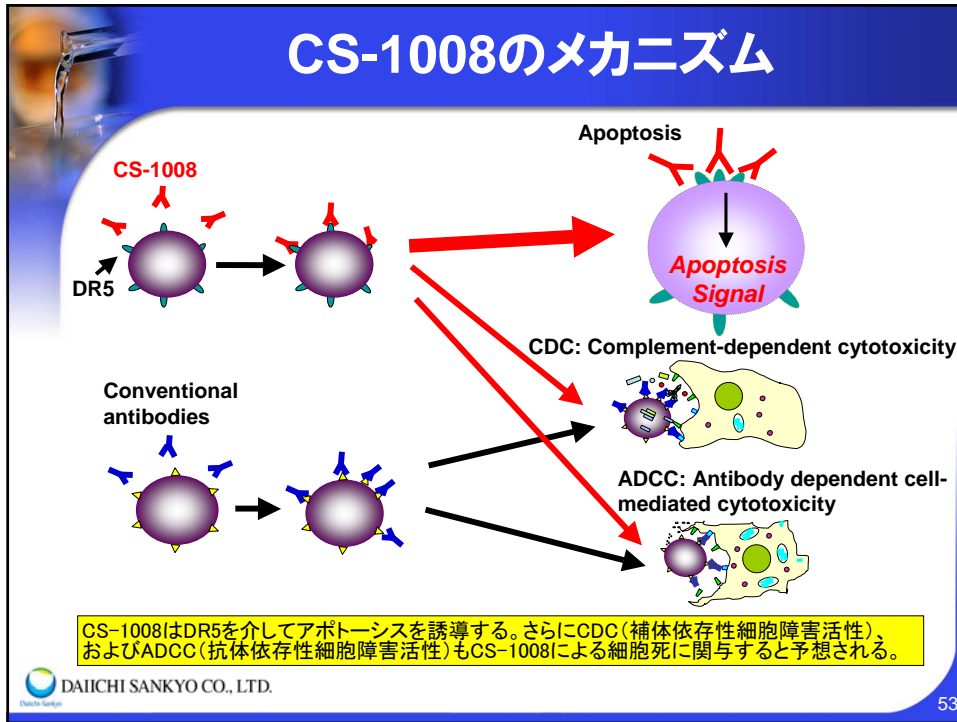 CS-1008のメカニズム
Apoptosis
CS-1008
DR5
Apoptosis
Signal
CDC: Complement-dependent cytotoxicity
Conventional
antibodies
ADCC: Antibody dependent cell-
mediated cytotoxicity
CS-1008はDR5を介してアポトーシスを誘導する。さらにCDC(補体依存性細胞障害活性)、
およびADCC(抗体依存性細胞障害活性)もCS-1008による細胞死に関与すると予想される。
DAIICHI SANKYO CO., LTD.
Daiichi-Sankyo
53